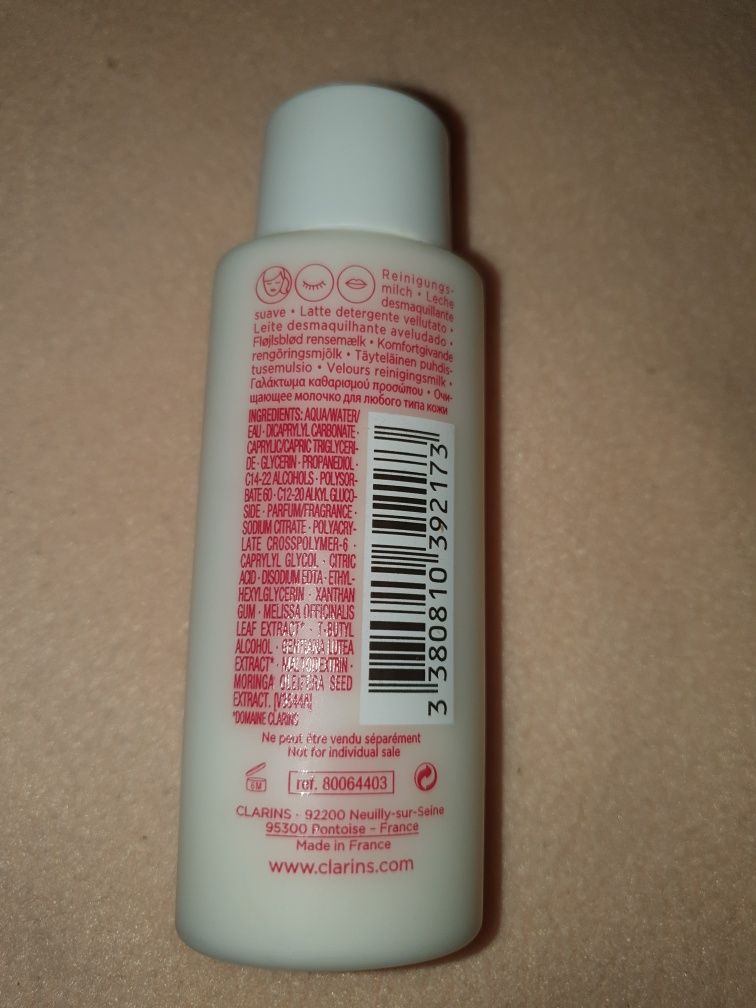 Reinigungs-
milch • Leche
desmaquillante
suave • Latte detergente vellutato •
Leite desmaquilhante aveludado •
Fløjlsblød rensemælk • Komfortgivande
rengöringsmjölk • Täyteläinen puhdis-
tusemulsio • Velours reinigingsmilk •
Γαλάκτωμα καθαρισμού προσώπου • Очи-
щающее молочко для любого типа кожи
INGREDIENTS: AQUA/WATER/
EAU • DICAPRYLYL CARBONATE •
CAPRYLIC/CAPRIC TRIGLYCERI-
DE • GLYCERIN • PROPANEDIOL •
C14-22 ALCOHOLS • POLYSOR-
BATE 60 • C12-20 ALKYL GLUCO-
SIDE • PARFUM/FRAGRANCE •
SODIUM CITRATE • POLYACRY-
LATE CROSSPOLYMER-6 •
CAPRYLYL GLYCOL • CITRIC
ACID • DISODIUM EDTA • ETHYL-
HEXYLGLYCERIN • XANTHAN
GUM • MELISSA OFFICINALIS
LEAF EXTRACT* • T-BUTYL
ALCOHOL • GENTIANA LUTEA
EXTRACT* • MALTODEXTRIN •
MORINGA OLEIFERA SEED
EXTRACT.
*DOMAINE CLARINS
3 380810 392173
Ne peut être vendu séparément
Not for individual sale
6M
ref. 80064403
CLARINS • 92200 Neuilly-sur-Seine
95300 Pontoise - France
Made in France
www.clarins.com